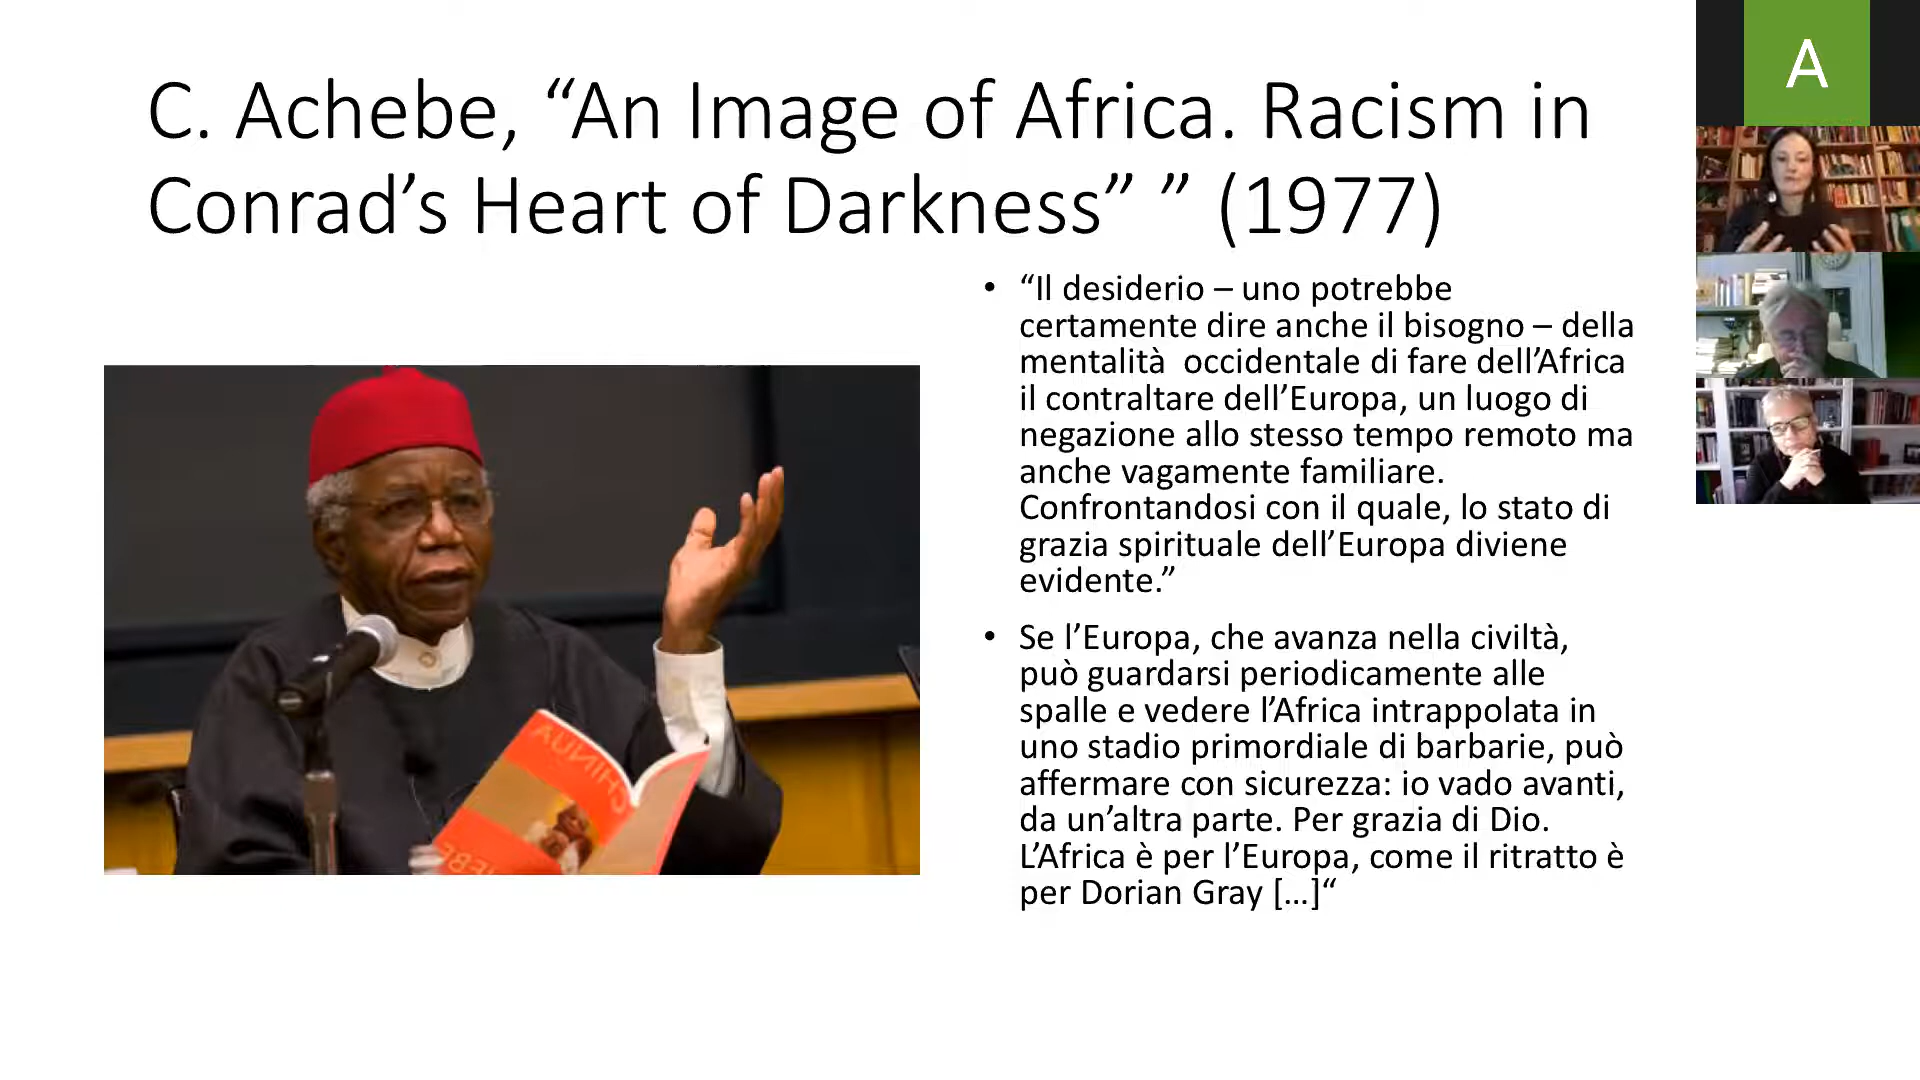 C. Achebe, “An Image of Africa. Racism in
Conrad’s Heart of Darkness” ” (1977)
• “Il desiderio – uno potrebbe
certamente dire anche il bisogno – della
mentalità  occidentale di fare dell’Africa
il contraltare dell’Europa, un luogo di
negazione allo stesso tempo remoto ma
anche vagamente familiare.
Confrontandosi con il quale, lo stato di
grazia spirituale dell’Europa diviene
evidente.”
• Se l’Europa, che avanza nella civiltà,
può guardarsi periodicamente alle
spalle e vedere l’Africa intrappolata in
uno stadio primordiale di barbarie, può
affermare con sicurezza: io vado avanti,
da un’altra parte. Per grazia di Dio.
L’Africa è per l’Europa, come il ritratto è
per Dorian Gray [...]“
CHINUA
A